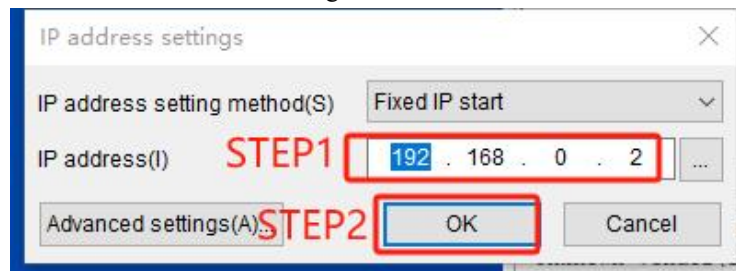 IP address settings
IP address setting method(S) Fixed IP start
IP address(I) STEP1 192 . 168 . 0 . 2 ...
Advanced settings(A)... STEP2 OK Cancel